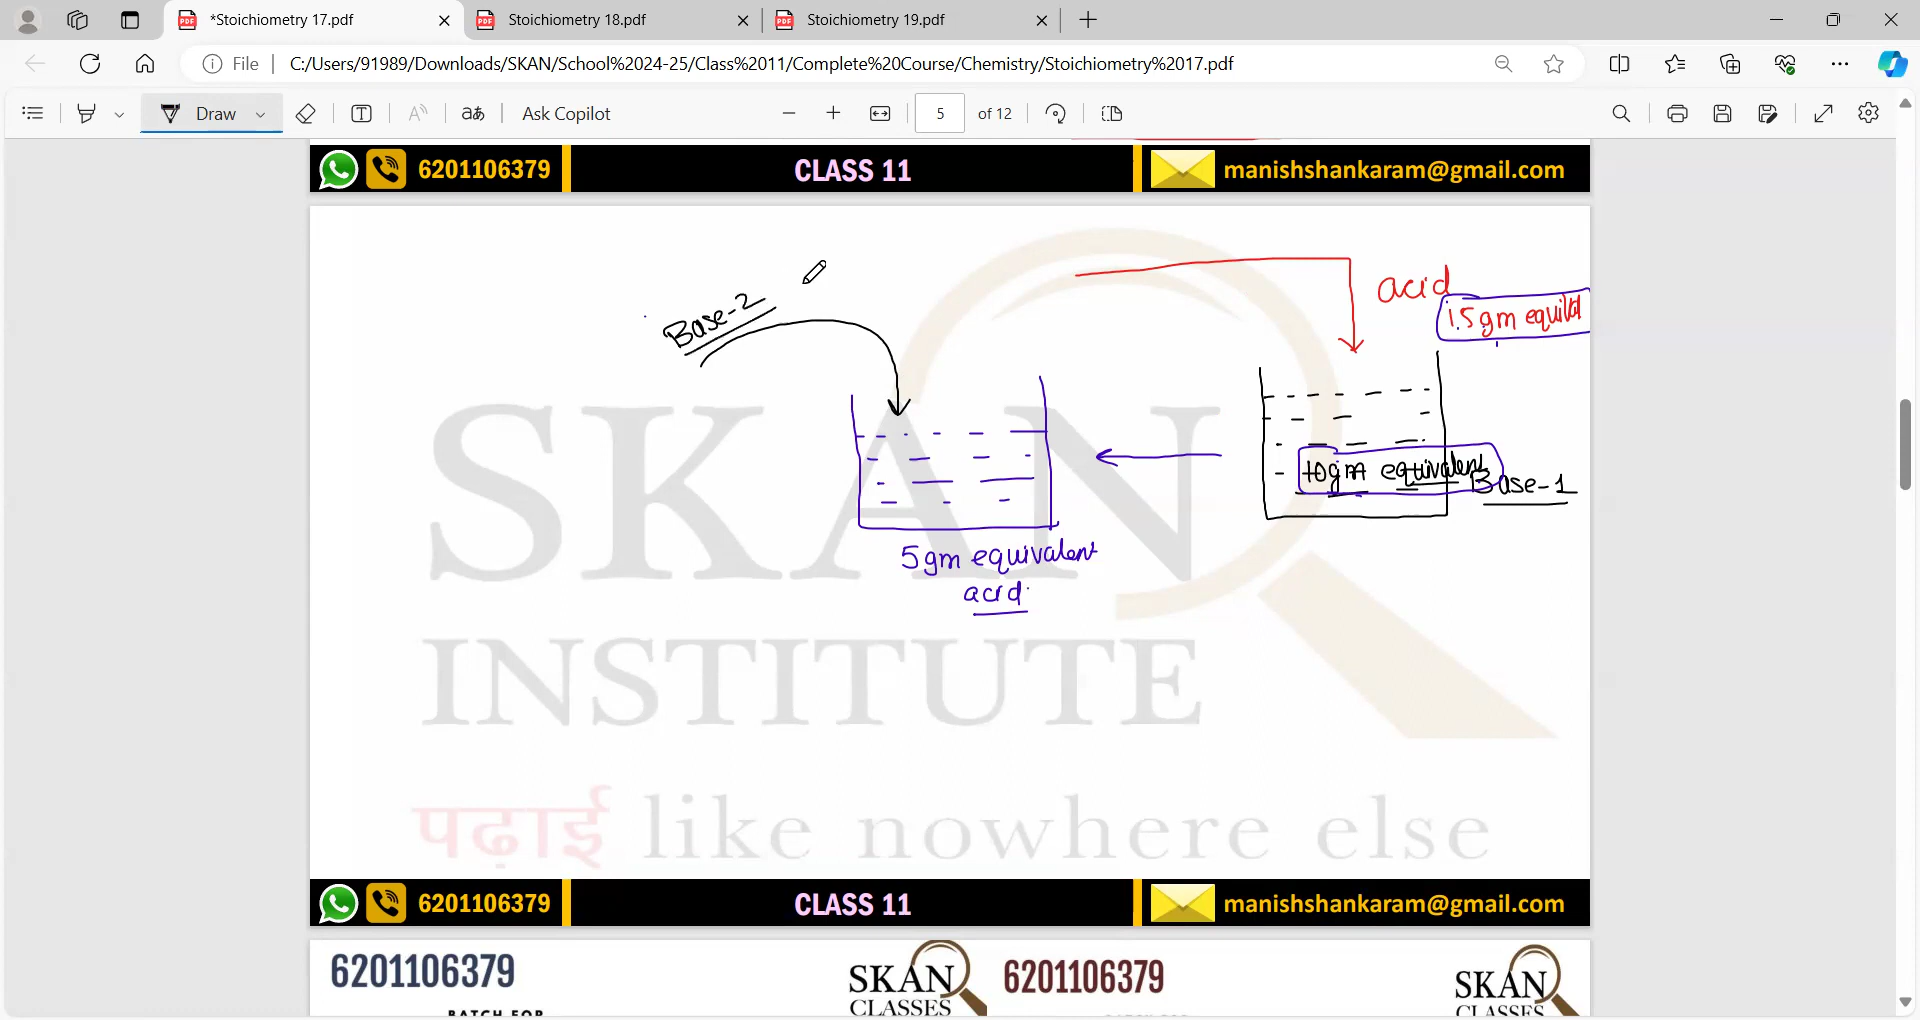 *Stoichiometry 17.pdf
Stoichiometry 18.pdf
Stoichiometry 19.pdf
File
C:/Users/91989/Downloads/SKAN/School%2024-25/Class%2011/Complete%20Course/Chemistry/Stoichiometry%2017.pdf
Draw
Ask Copilot
5 of 12
6201106379
CLASS 11
manishshankaram@gmail.com
Base-2
acid
5gm equivalent
acid
10gm equivalent
Base-1
SKAN
INSTITUTE
पढ़ाई like nowhere else
6201106379
CLASS 11
manishshankaram@gmail.com
6201106379
SKAN
CLASSES
6201106379
SKAN
BATCH FOR